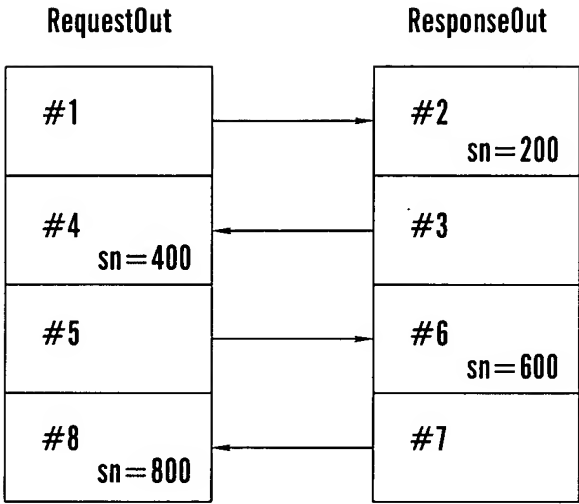 RequestOut ResponseOut
#1 #2
sn=200
#4 #3
sn=400
#5 #6
sn=600
#8 #7
sn=800